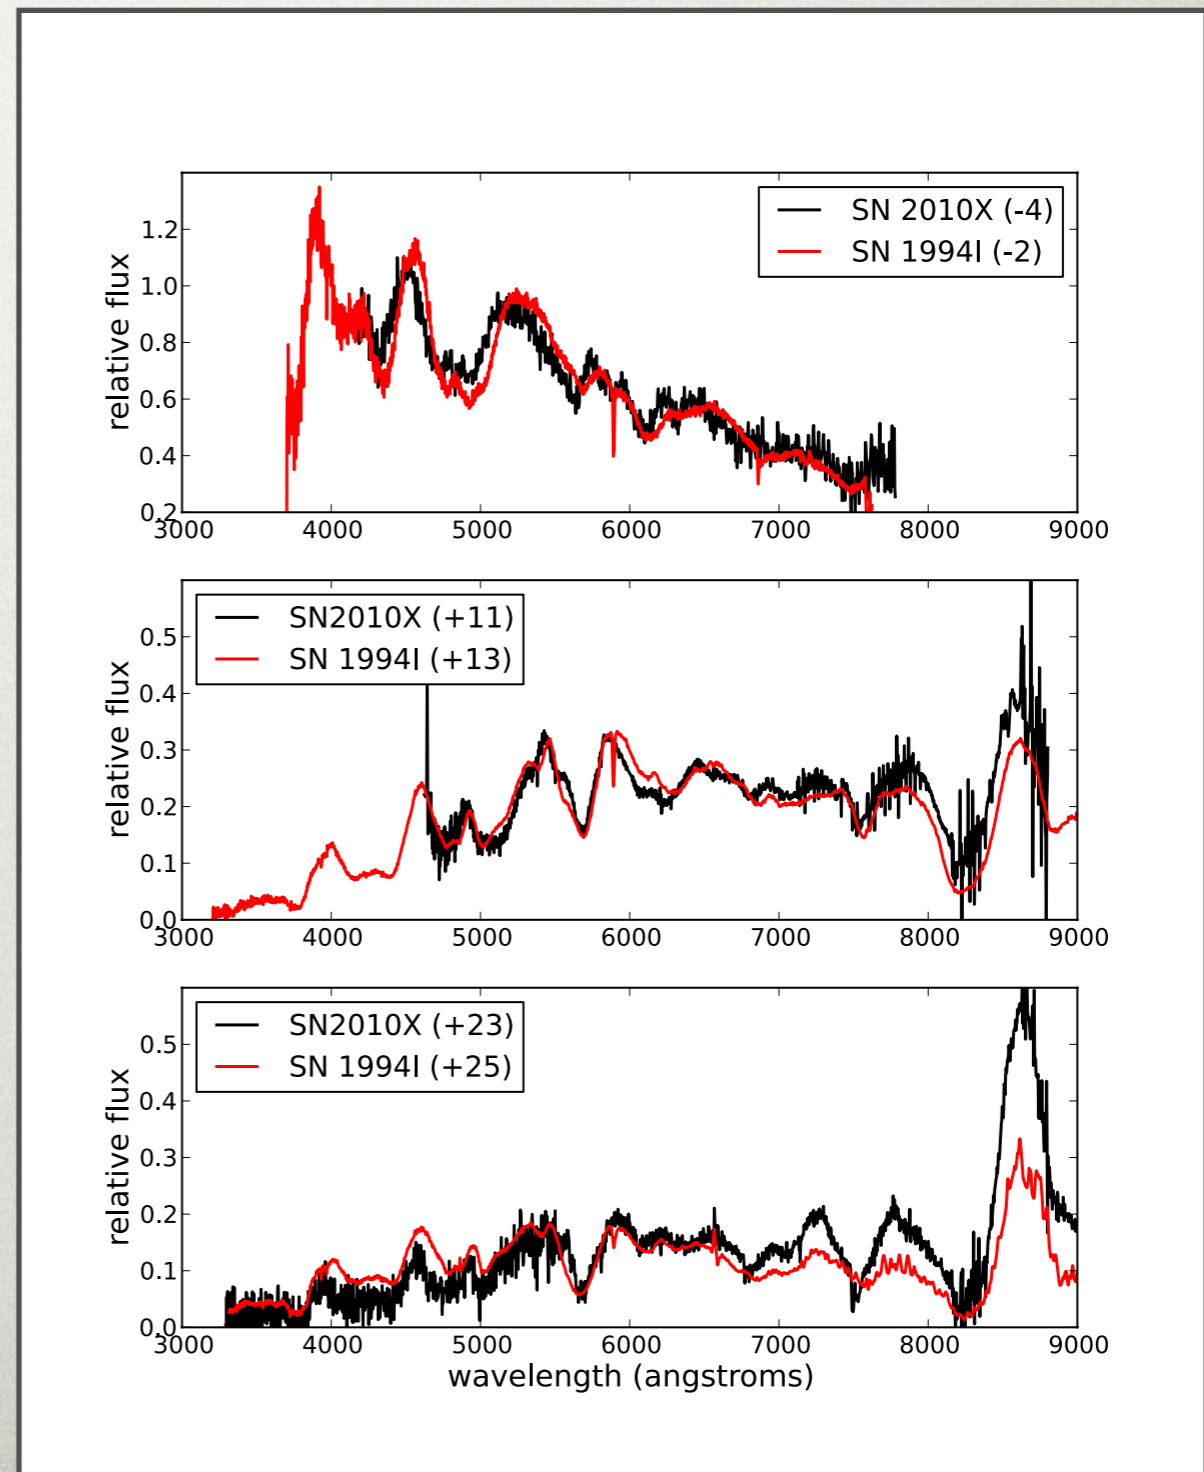 SN 2010X (-4)
SN 1994I (-2)
relative flux
1.2
1.0
0.8
0.6
0.4
0.2
3000 4000 5000 6000 7000 8000 9000
SN2010X (+11)
SN 1994I (+13)
relative flux
0.5
0.4
0.3
0.2
0.1
0.0
3000 4000 5000 6000 7000 8000 9000
SN2010X (+23)
SN 1994I (+25)
relative flux
0.5
0.4
0.3
0.2
0.1
0.0
3000 4000 5000 6000 7000 8000 9000
wavelength (angstroms)